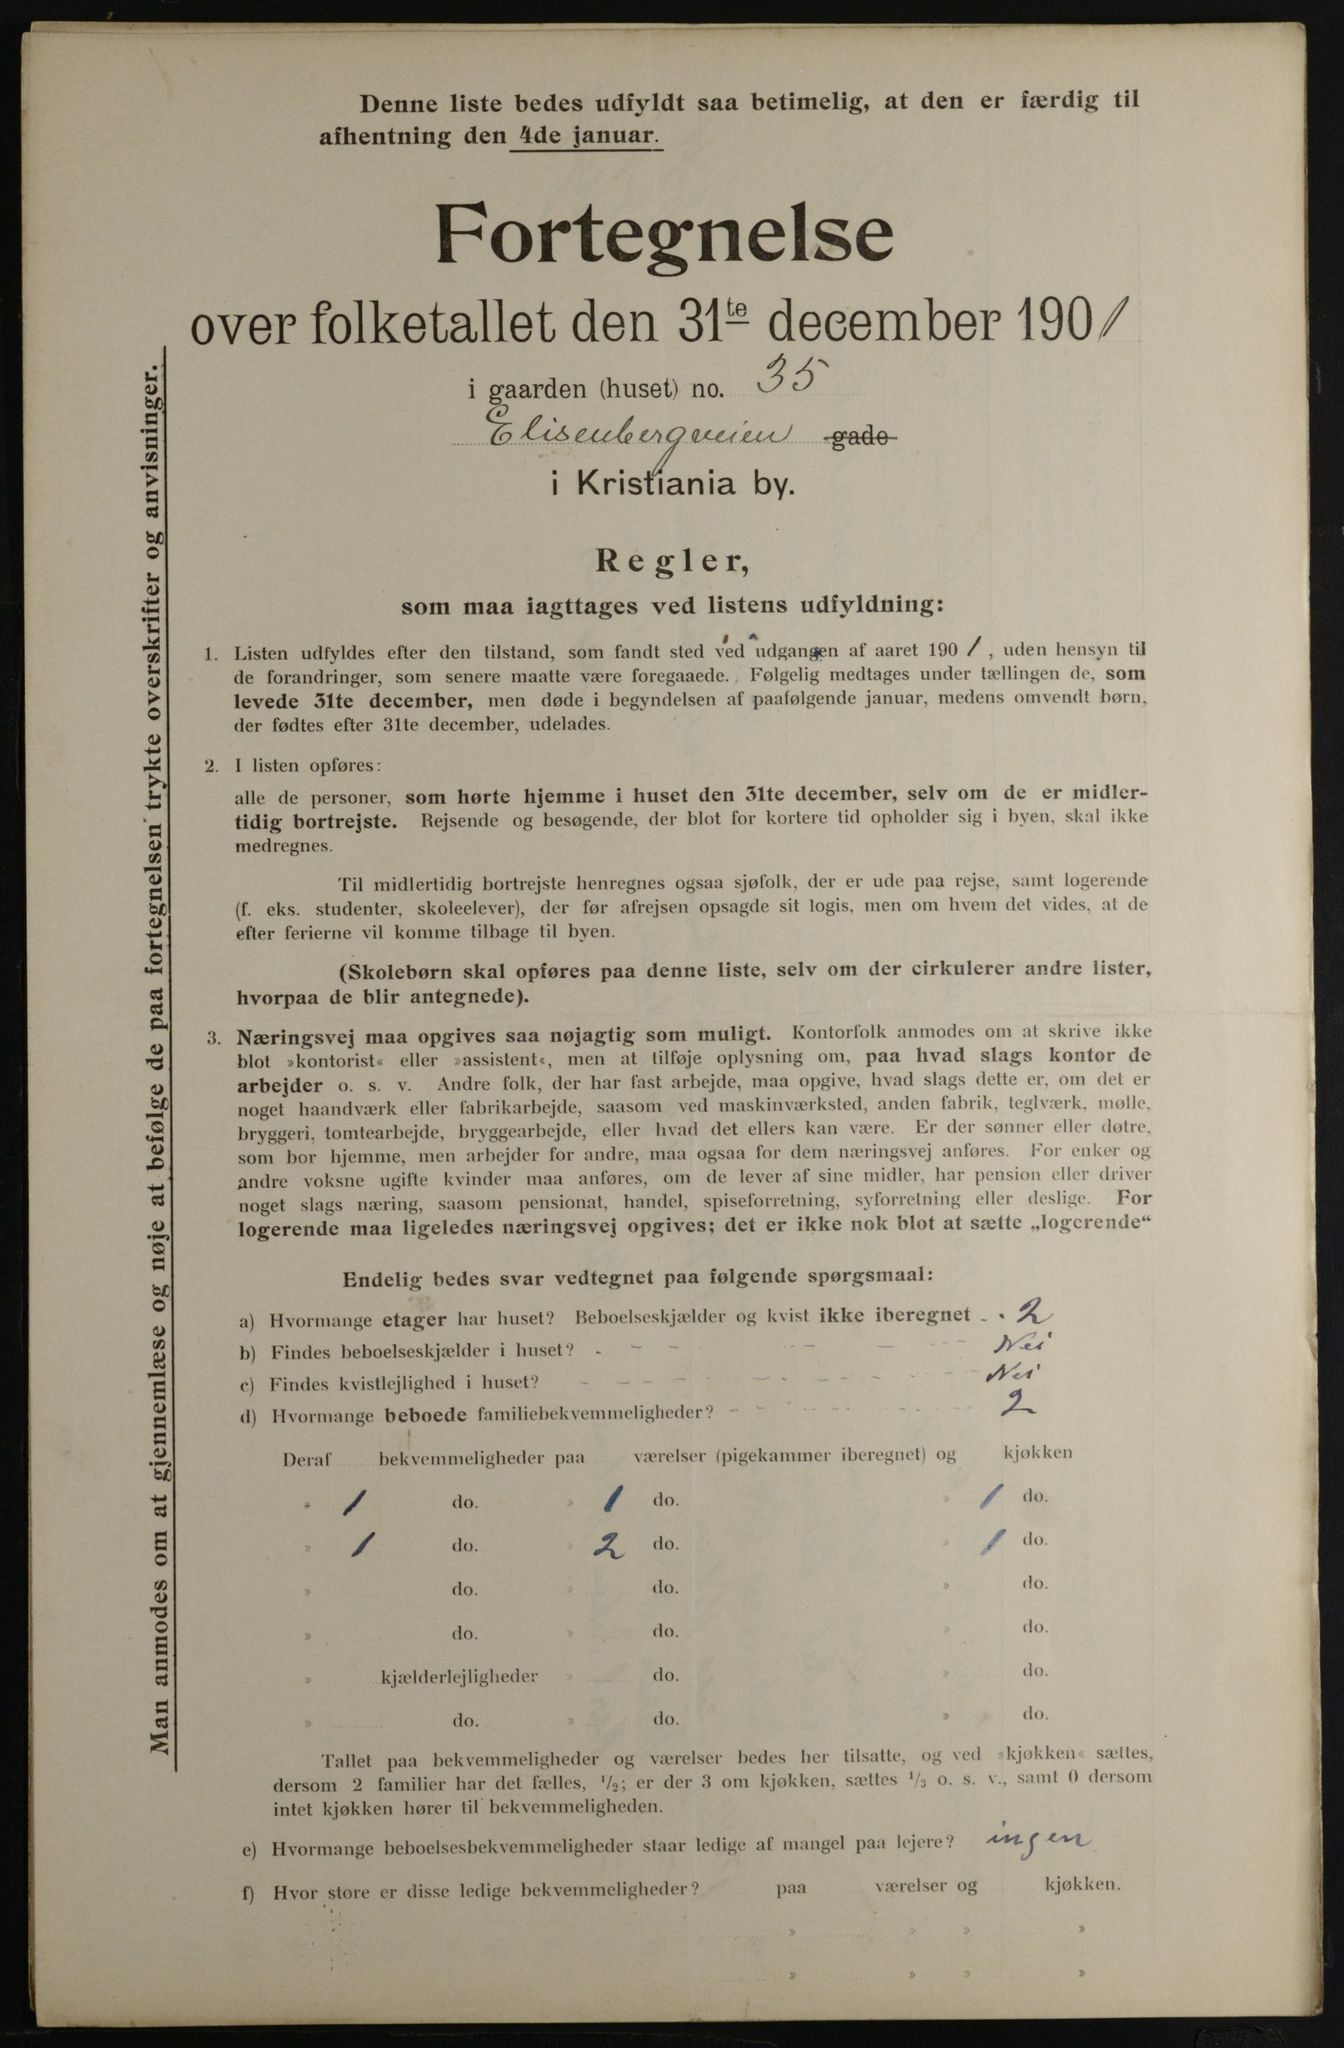 Denne liste bedes udfyldt saa betimelig, at den er færdig til
afhentning den 4de januar.
Fortegnelse
over folketallet den 31te december 1901
i gaarden (huset) no. 35
Elisenbergveien gade
i Kristiania by.
Regler,
som maa iagttages ved listens udfyldning:
1. Listen udfyldes efter den tilstand, som fandt sted ved udgangen af aaret 1901, uden hensyn til
de forandringer, som senere maatte være foregaaede. Følgelig medtages under tællingen de, som
levede 31te december, men døde i begyndelsen af paafølgende januar, medens omvendt børn,
der fødtes efter 31te december, udelades.
2. I listen opføres:
alle de personer, som hørte hjemme i huset den 31te december, selv om de er midler-
tidig bortrejste. Rejsende og besøgende, der blot for kortere tid opholder sig i byen, skal ikke
medregnes.
Til midlertidig bortrejste henregnes ogsaa sjøfolk, der er ude paa rejse, samt logerende
(f. eks. studenter, skoleelever), der før afrejsen opsagde sit logis, men om hvem det vides, at de
efter ferierne vil komme tilbage til byen.
(Skolebørn skal opføres paa denne liste, selv om der cirkulerer andre lister,
hvorpaa de blir antegnede).
3. Næringsvej maa opgives saa nøjagtig som muligt. Kontorfolk anmodes om at skrive ikke
blot »kontorist« eller »assistent«, men at tilføje oplysning om, paa hvad slags kontor de
arbejder o. s. v. Andre folk, der har fast arbejde, maa opgive, hvad slags dette er, om det er
noget haandværk eller fabrikarbejde, saasom ved maskinværksted, anden fabrik, teglværk, mølle,
bryggeri, tomtearbejde, bryggearbejde, eller hvad det ellers kan være. Er der sønner eller døtre,
som bor hjemme, men arbejder for andre, maa ogsaa for dem næringsvej anføres. For enker og
andre voksne ugifte kvinder maa anføres, om de lever af sine midler, har pension eller driver
noget slags næring, saasom pensionat, handel, spiseforretning, syforretning eller deslige. For
logerende maa ligeledes næringsvej opgives; det er ikke nok blot at sætte „logerende“
Endelig bedes svar vedtegnet paa følgende spørgsmaal:
a) Hvormange etager har huset? Beboelseskjælder og kvist ikke iberegnet 2
b) Findes beboelseskjælder i huset? Nei
c) Findes kvistlejlighed i huset? Nei
d) Hvormange beboede familiebekvemmeligheder? 2
Deraf bekvemmeligheder paa værelser (pigekammer iberegnet) og kjøkken
» 1 do. » 1 do. » 1 do.
» 1 do. » 2 do. » 1 do.
» do. » do. » do.
» do. » do. » do.
» kjælderlejligheder » do. » do.
» do. » do. » do.
Tallet paa bekvemmeligheder og værelser bedes her tilsatte, og ved »kjøkken« sættes,
dersom 2 familier har det fælles, 1/2; er der 3 om kjøkken, sættes 1/3 o. s. v., samt 0 dersom
intet kjøkken hører til bekvemmeligheden.
e) Hvormange beboelsesbekvemmeligheder staar ledige af mangel paa lejere? ingen
f) Hvor store er disse ledige bekvemmeligheder? paa værelser og kjøkken.
» » » »
» » » »
Man anmodes om at gjennemlæse og nøje at befølge de paa fortegnelsen trykte overskrifter og anvisninger.